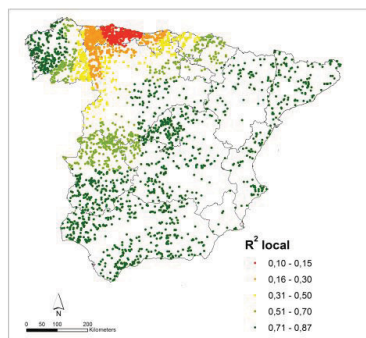 R² local
0,10 - 0,15
0,16 - 0,30
0,31 - 0,50
0,51 - 0,70
0,71 - 0,87
N
0 50 100 200
Kilometers